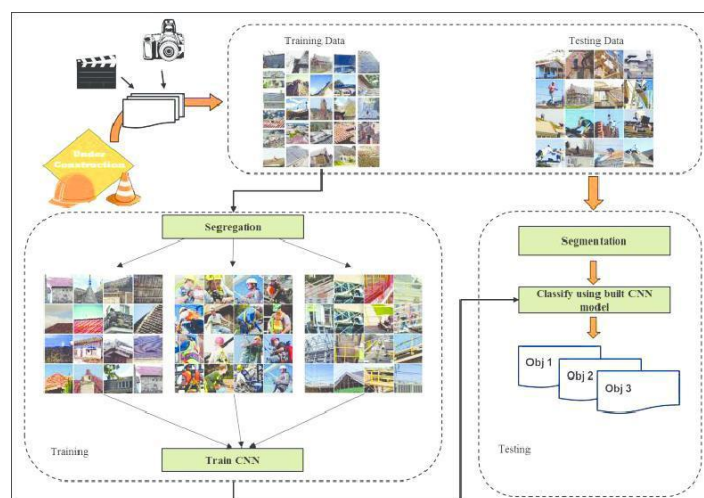 Training Data
Testing Data
Under
Construction
Segregation
Segmentation
Classify using built CNN
model
Obj 1
Obj 2
Obj 3
Training
Train CNN
Testing